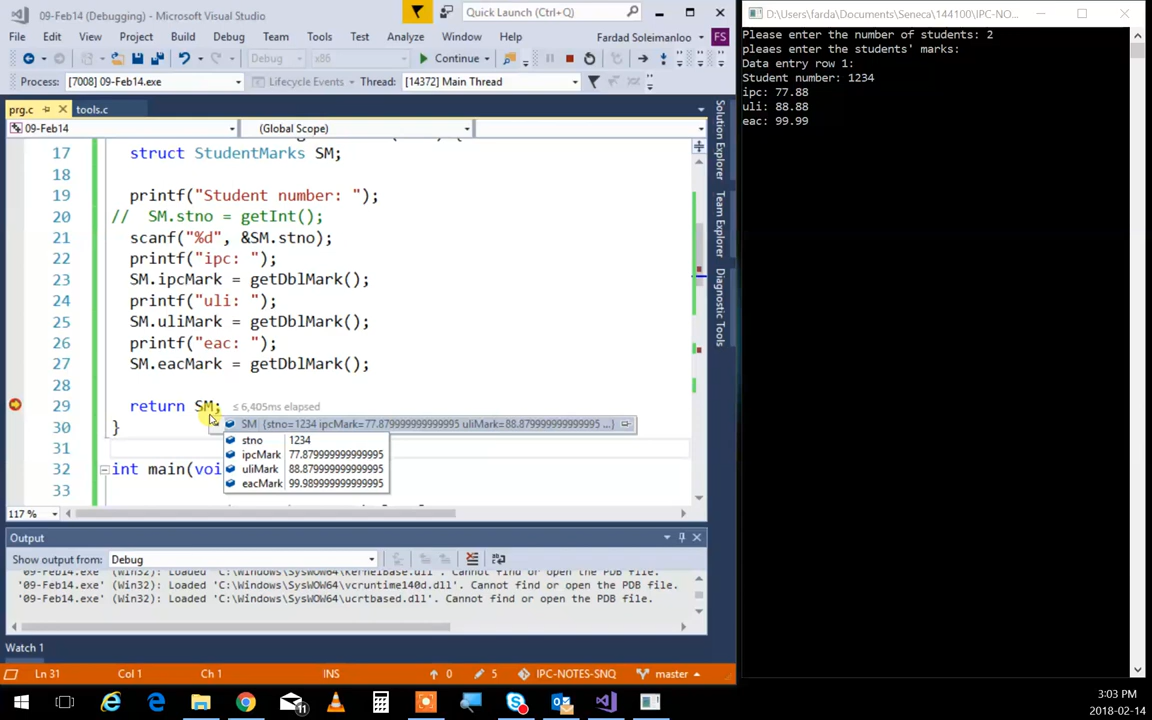 09-Feb14 (Debugging) - Microsoft Visual Studio
Quick Launch (Ctrl+Q)
File Edit View Project Build Debug Team Tools Test Analyze Window Help Fardad Soleimanloo FS
Debug x86 Continue
Process: [7008] 09-Feb14.exe Lifecycle Events Thread: [14372] Main Thread
prg.c tools.c
09-Feb14 (Global Scope)
17 struct StudentMarks SM;
18
19 printf("Student number: ");
20 // SM.stno = getInt();
21 scanf("%d", &SM.stno);
22 printf("ipc: ");
23 SM.ipcMark = getDblMark();
24 printf("uli: ");
25 SM.uliMark = getDblMark();
26 printf("eac: ");
27 SM.eacMark = getDblMark();
28
29 return SM; ≤ 6,405ms elapsed
SM {stno=1234 ipcMark=77.879999999999995 uliMark=88.879999999999995 ...}
30 }
stno 1234
31
ipcMark 77.879999999999995
32 int main(voi
uliMark 88.879999999999995
33
eacMark 99.989999999999995
117 %
Output
Show output from: Debug
'09-Feb14.exe' (Win32): Loaded 'C:\Windows\SysWOW64\KernelBase.dll'. Cannot find or open the PDB file.
'09-Feb14.exe' (Win32): Loaded 'C:\Windows\SysWOW64\vcruntime140d.dll'. Cannot find or open the PDB file.
'09-Feb14.exe' (Win32): Loaded 'C:\Windows\SysWOW64\ucrtbased.dll'. Cannot find or open the PDB file.
Watch 1
Ln 31 Col 1 Ch 1 INS 0 5 IPC-NOTES-SNQ master
Solution Explorer
Team Explorer
Diagnostic Tools
D:\Users\farda\Documents\Seneca\144100\IPC-NO...
Please enter the number of students: 2
pleaes enter the students' marks:
Data entry row 1:
Student number: 1234
ipc: 77.88
uli: 88.88
eac: 99.99
11
3:03 PM
2018-02-14